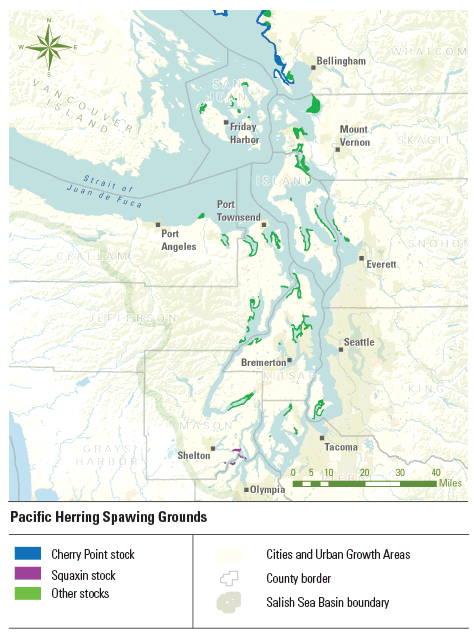 N
W E
S
Bellingham
WHATCOM
VANCOUVER
ISLAND
SAN
JUAN
Friday
Harbor
Mount
Vernon
SKAGIT
Strait of
Juan de Fuca
ISLAND
Port
Townsend
Port
Angeles
SNOHO
CLALLAM
Everett
JEFFERSON
Seattle
Bremerton
KITSAP
KING
MASON
GRAYS
HARBOR
Shelton
Tacoma
PIERCE
Olympia
0 5 10 20 30 40
Miles
Pacific Herring Spawing Grounds
Cherry Point stock
Squaxin stock
Other stocks
Cities and Urban Growth Areas
County border
Salish Sea Basin boundary